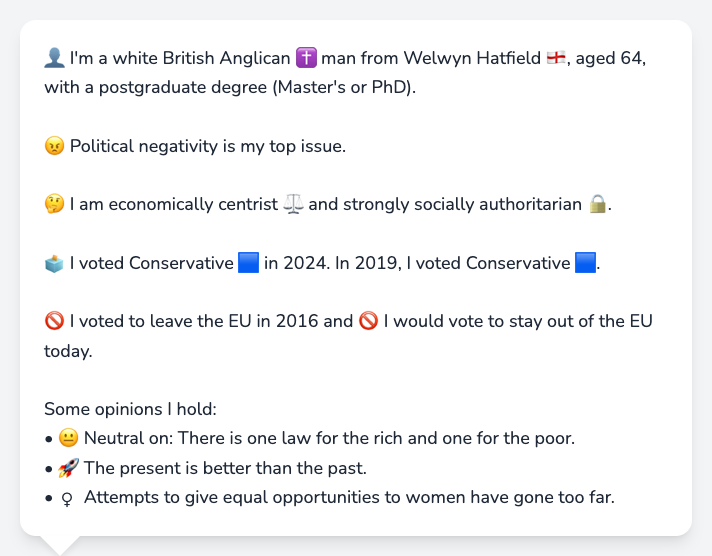 👤 I'm a white British Anglican ✝️ man from Welwyn Hatfield 🏴󠁧󠁢󠁥󠁮󠁧󠁿, aged 64,
with a postgraduate degree (Master's or PhD).
😠 Political negativity is my top issue.
🤔 I am economically centrist ⚖️ and strongly socially authoritarian 🔒.
🗳️ I voted Conservative 🟦 in 2024. In 2019, I voted Conservative 🟦.
🚫 I voted to leave the EU in 2016 and 🚫 I would vote to stay out of the EU
today.
Some opinions I hold:
• 😐 Neutral on: There is one law for the rich and one for the poor.
• 🚀 The present is better than the past.
• ♀ Attempts to give equal opportunities to women have gone too far.